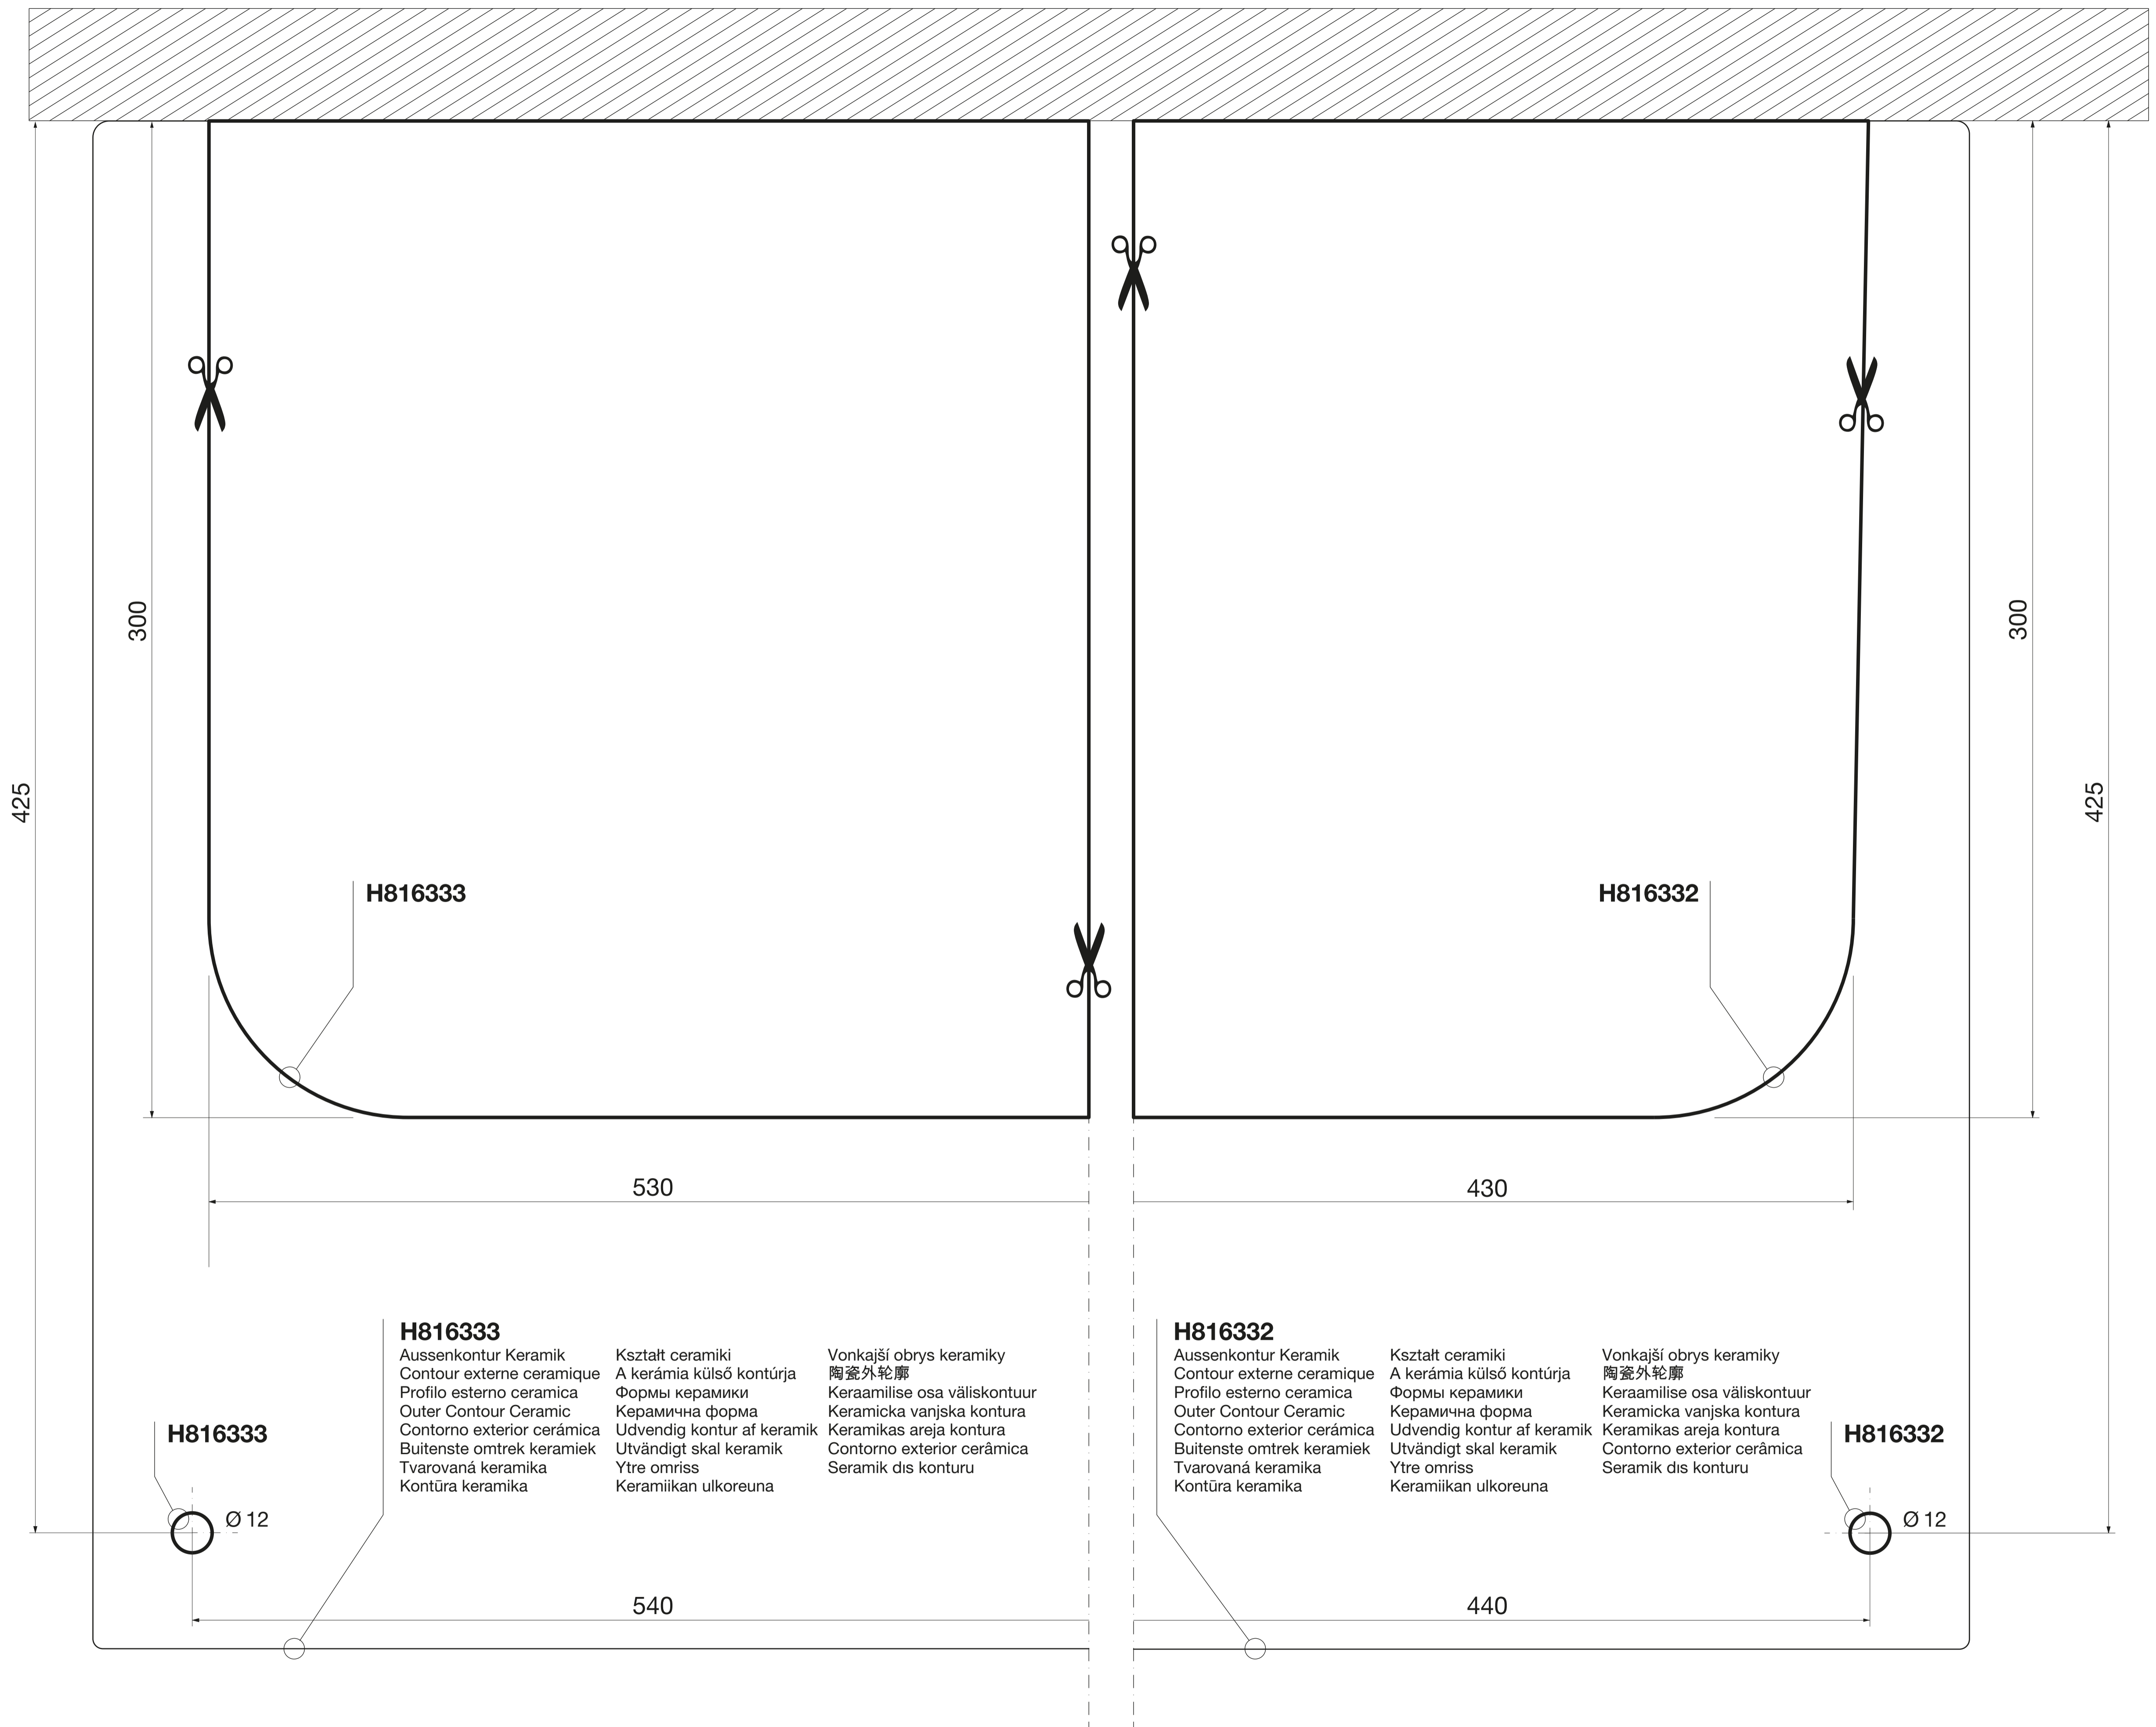 300
425
H816333
H816332
300
425
530
430
H816333
Aussenkontur Keramik
Contour externe ceramique
Profilo esterno ceramica
Outer Contour Ceramic
Contorno exterior cerámica
Buitenste omtrek keramiek
Tvarovaná keramika
Kontūra keramika
Kształt ceramiki
A kerámia külső kontúrja
Формы керамики
Керамична форма
Udvendig kontur af keramik
Utvändigt skal keramik
Ytre omriss
Keramiikan ulkoreuna
Vonkajší obrys keramiky
陶瓷外轮廓
Keraamilise osa väliskontuur
Keramicka vanjska kontura
Keramikas areja kontura
Contorno exterior cerâmica
Seramik dıs konturu
H816332
Aussenkontur Keramik
Contour externe ceramique
Profilo esterno ceramica
Outer Contour Ceramic
Contorno exterior cerámica
Buitenste omtrek keramiek
Tvarovaná keramika
Kontūra keramika
Kształt ceramiki
A kerámia külső kontúrja
Формы керамики
Керамична форма
Udvendig kontur af keramik
Utvändigt skal keramik
Ytre omriss
Keramiikan ulkoreuna
Vonkajší obrys keramiky
陶瓷外轮廓
Keraamilise osa väliskontuur
Keramicka vanjska kontura
Keramikas areja kontura
Contorno exterior cerâmica
Seramik dıs konturu
H816333
Ø 12
H816332
Ø 12
540
440